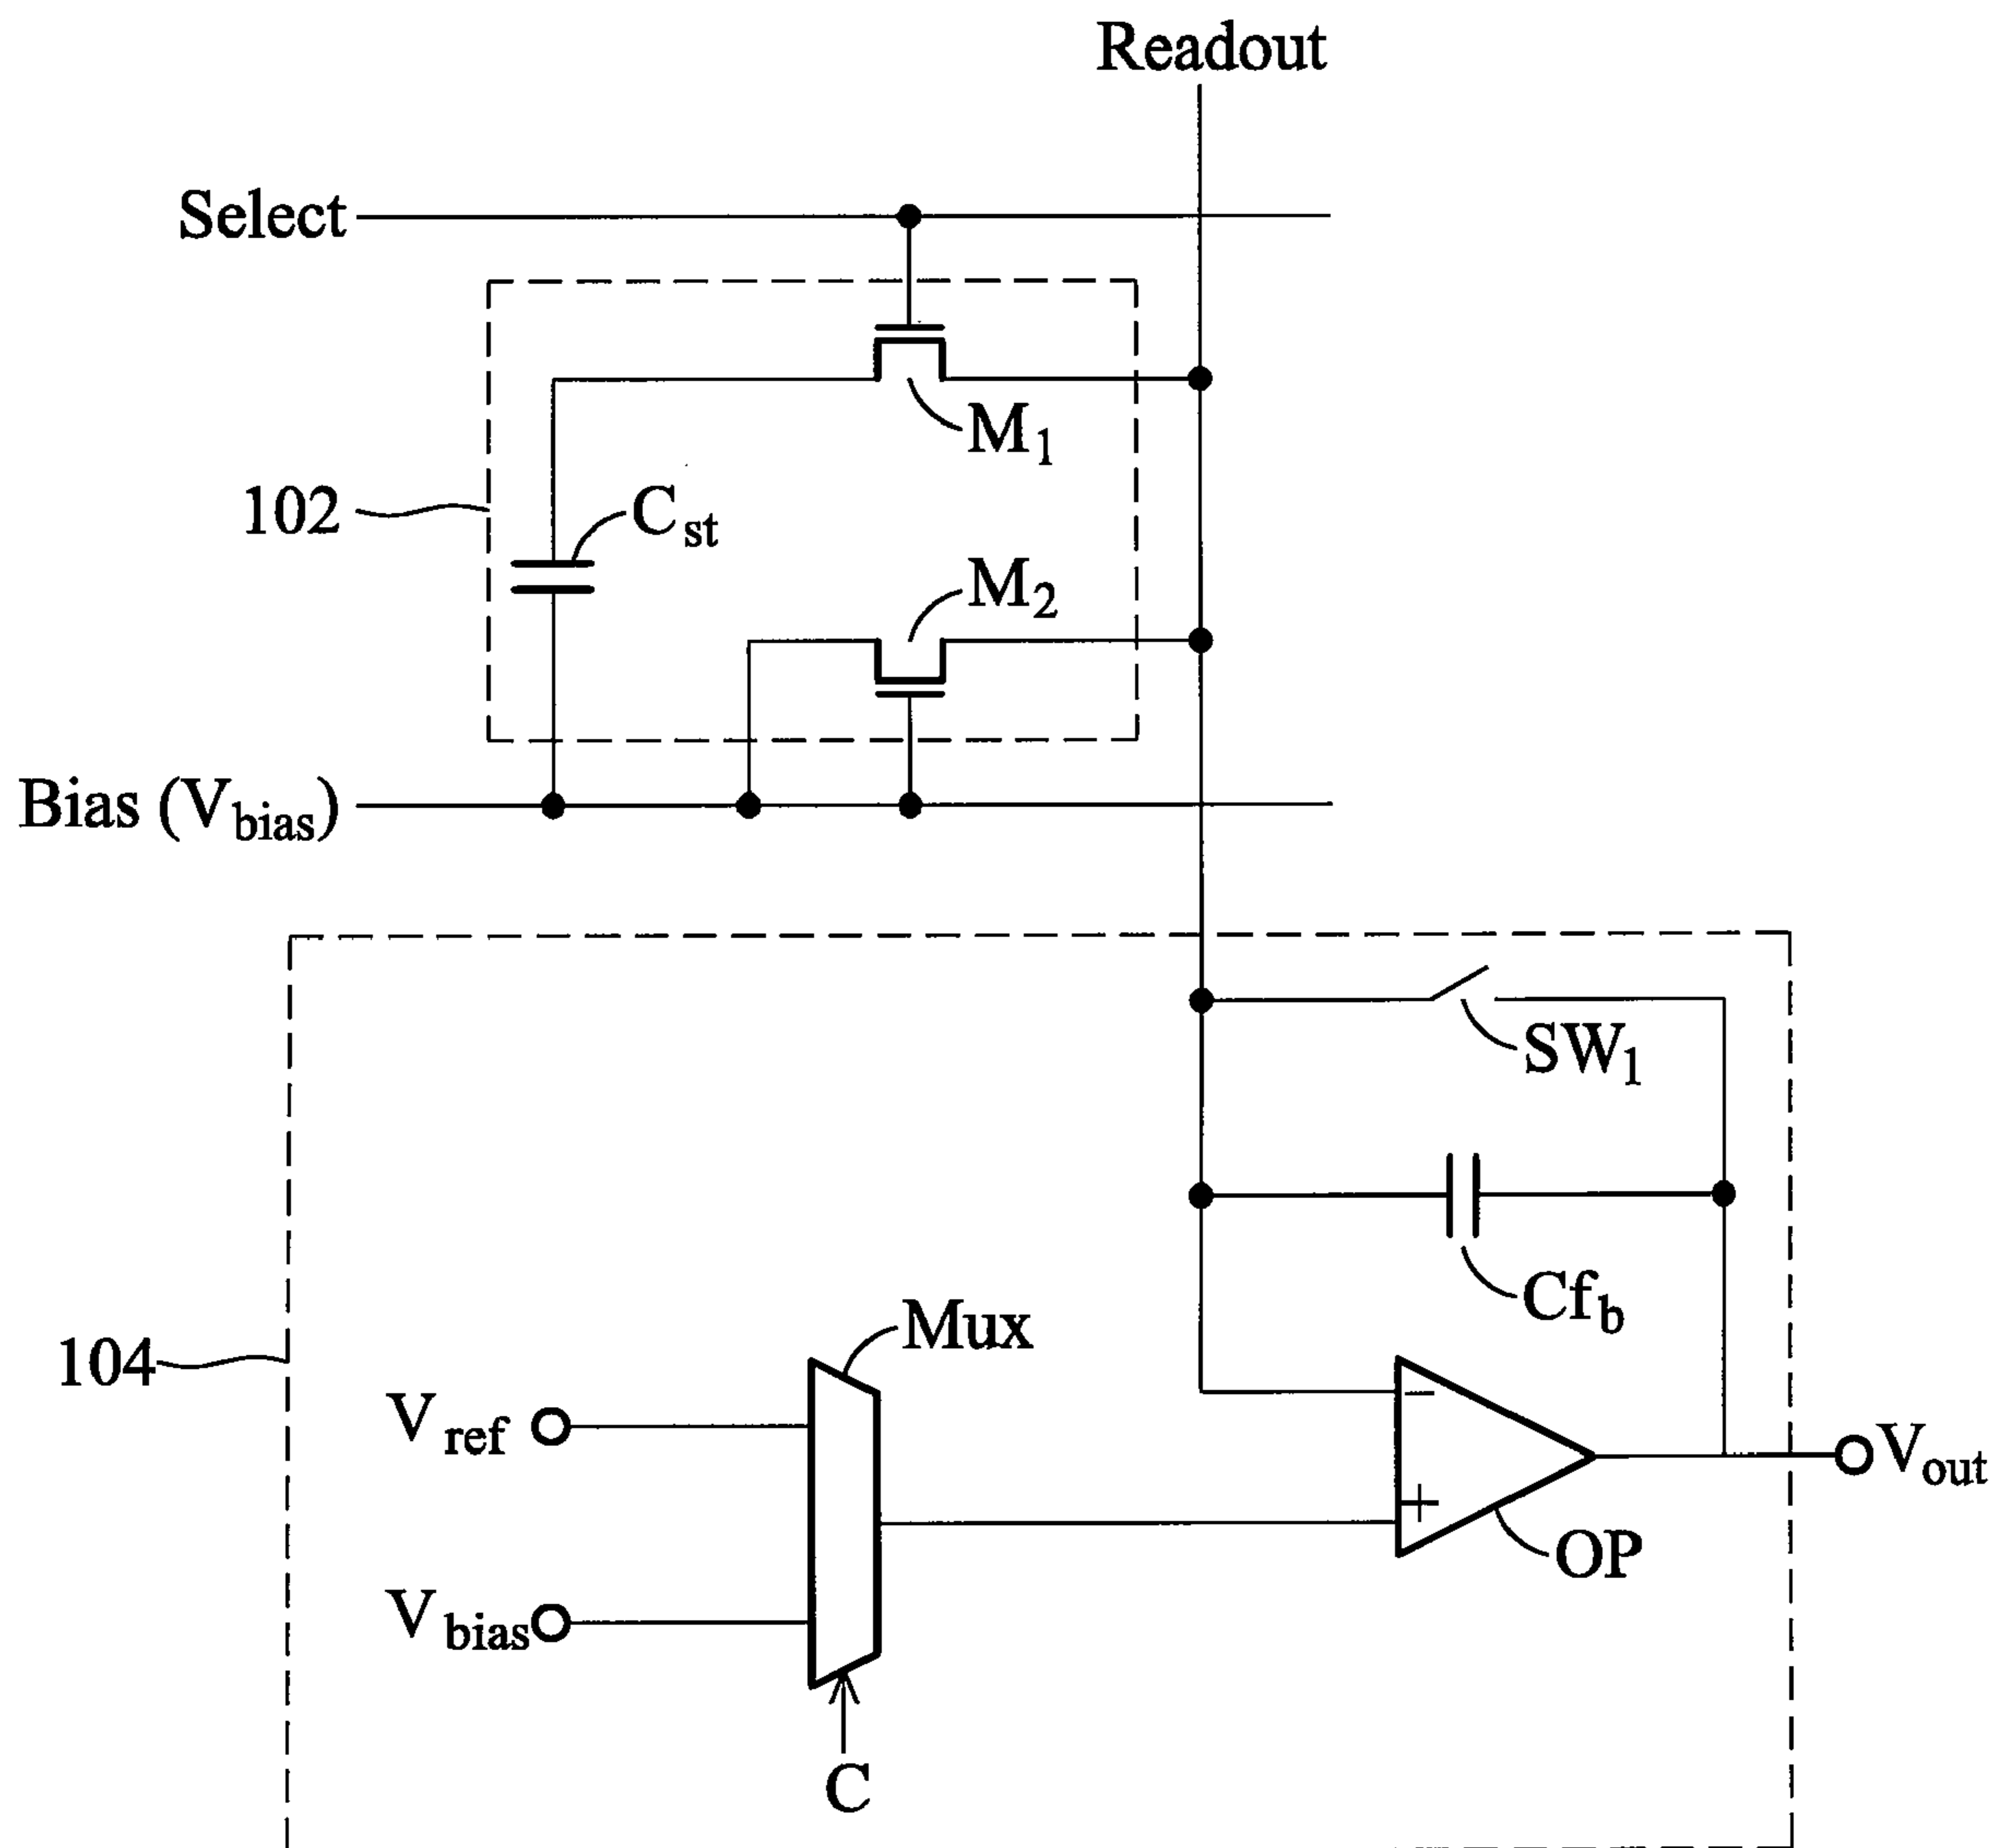 Readout
Select
M1
102
Cst
M2
Bias (Vbias)
SW1
Cfb
Mux
104
Vref
−
Vout
+
OP
Vbias
C